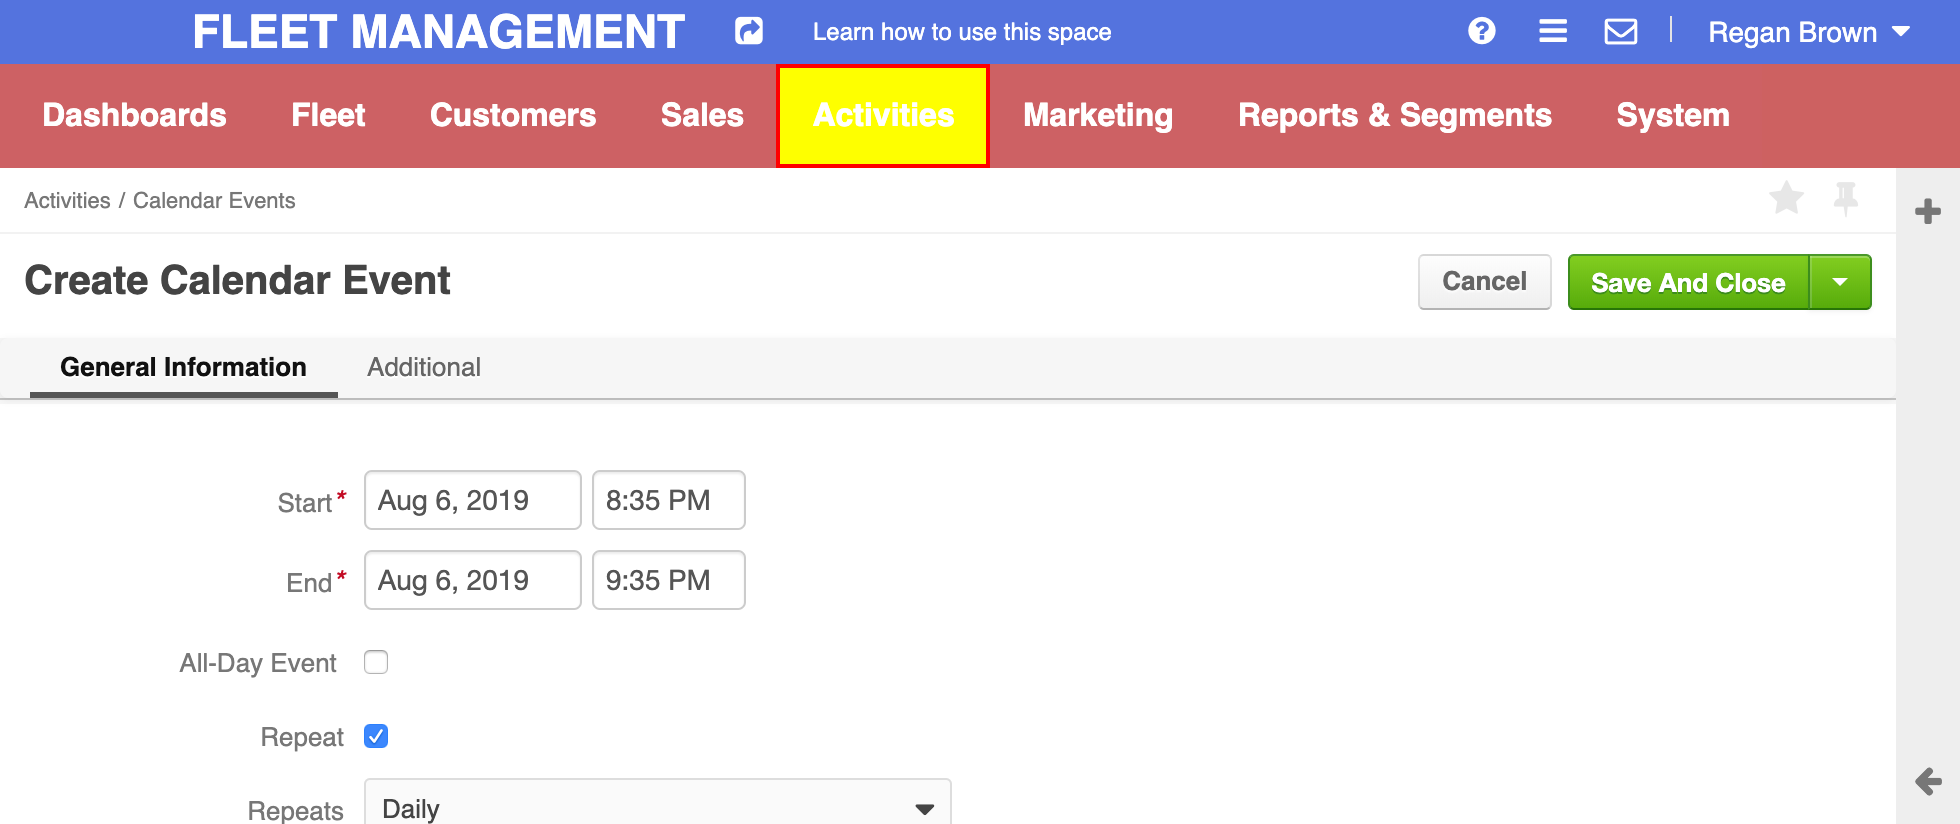 FLEET MANAGEMENT Learn how to use this space Regan Brown
Dashboards Fleet Customers Sales Activities Marketing Reports & Segments System
Activities / Calendar Events
Create Calendar Event Cancel Save And Close
General Information Additional
Start* Aug 6, 2019 8:35 PM
End* Aug 6, 2019 9:35 PM
All-Day Event
Repeat
Repeats Daily